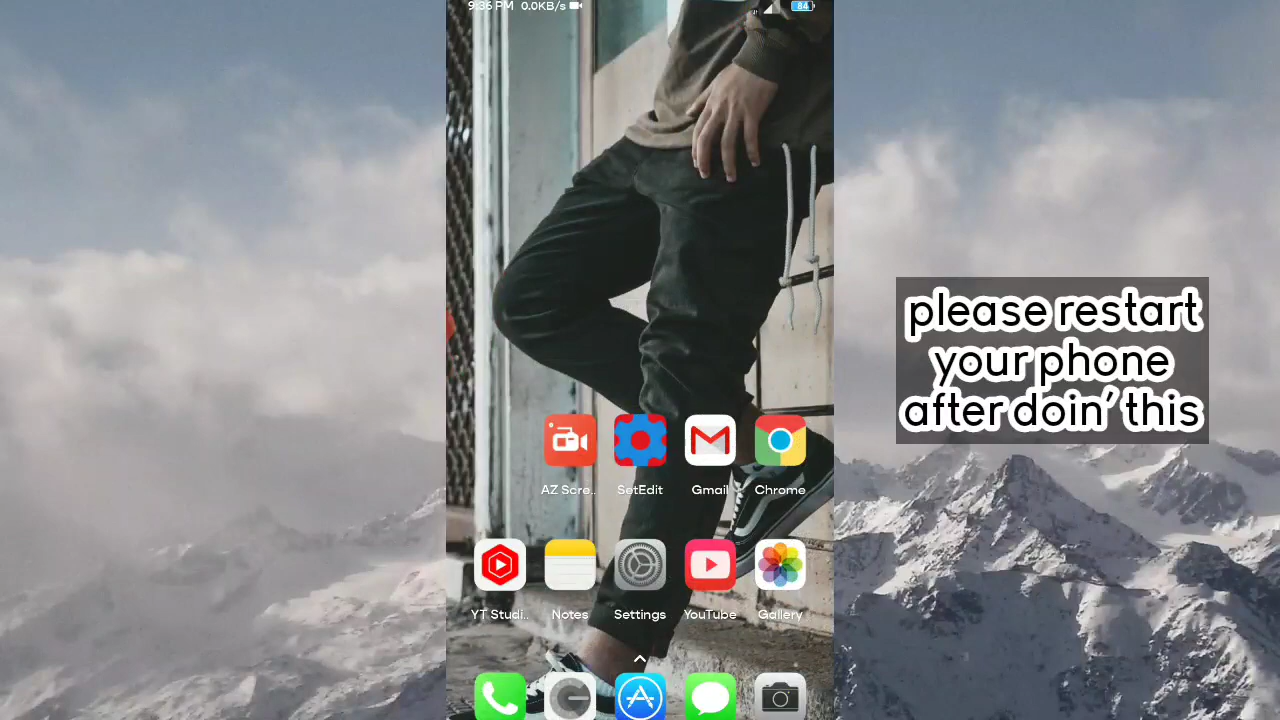 9:36 PM 0.0KB/s
84
please restart
your phone
after doin' this
AZ Scre..
SetEdit
Gmail
Chrome
YT Studi..
Notes
Settings
YouTube
Gallery